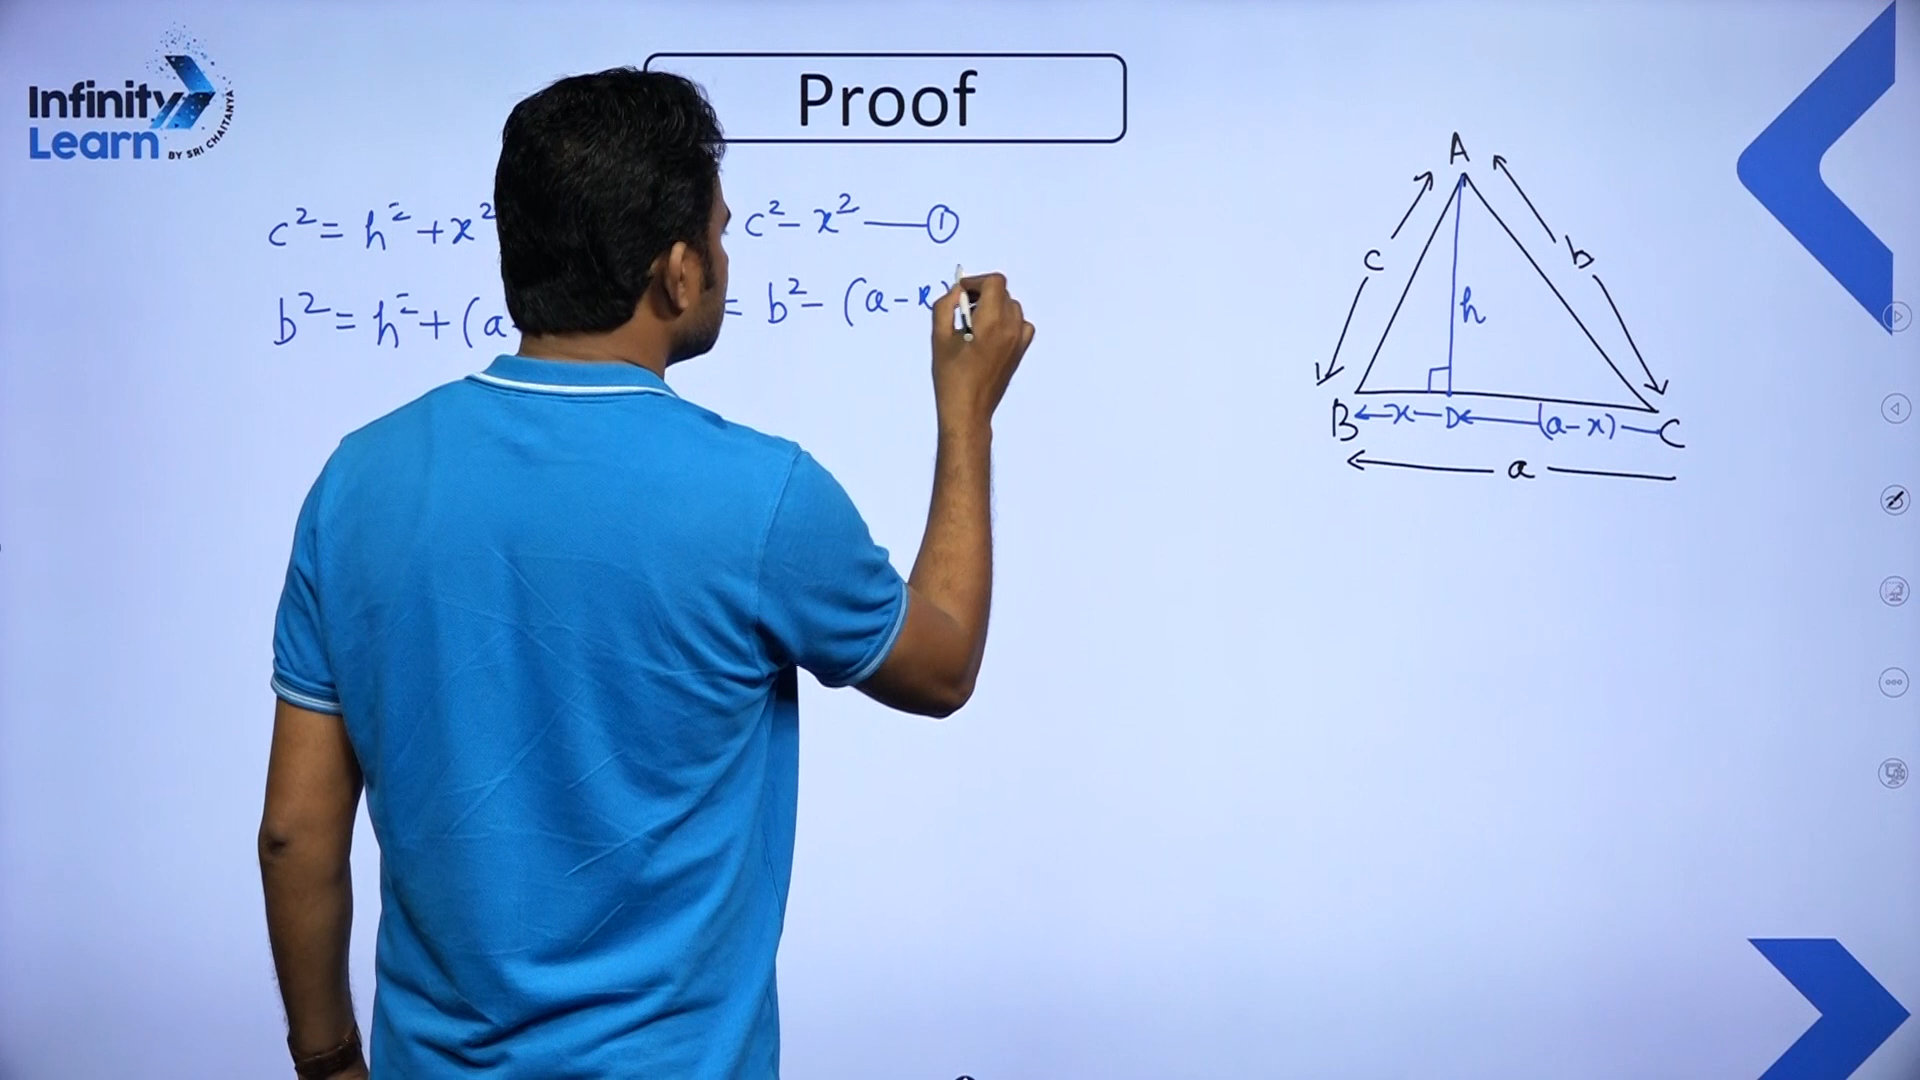 Infinity
Learn
BY SRI CHAITANYA
Proof
c² = h² + x²
c² - x² — ①
b² = h² + (a
= b² - (a - x)
A
c
b
h
B
x
D
(a-x)
C
a